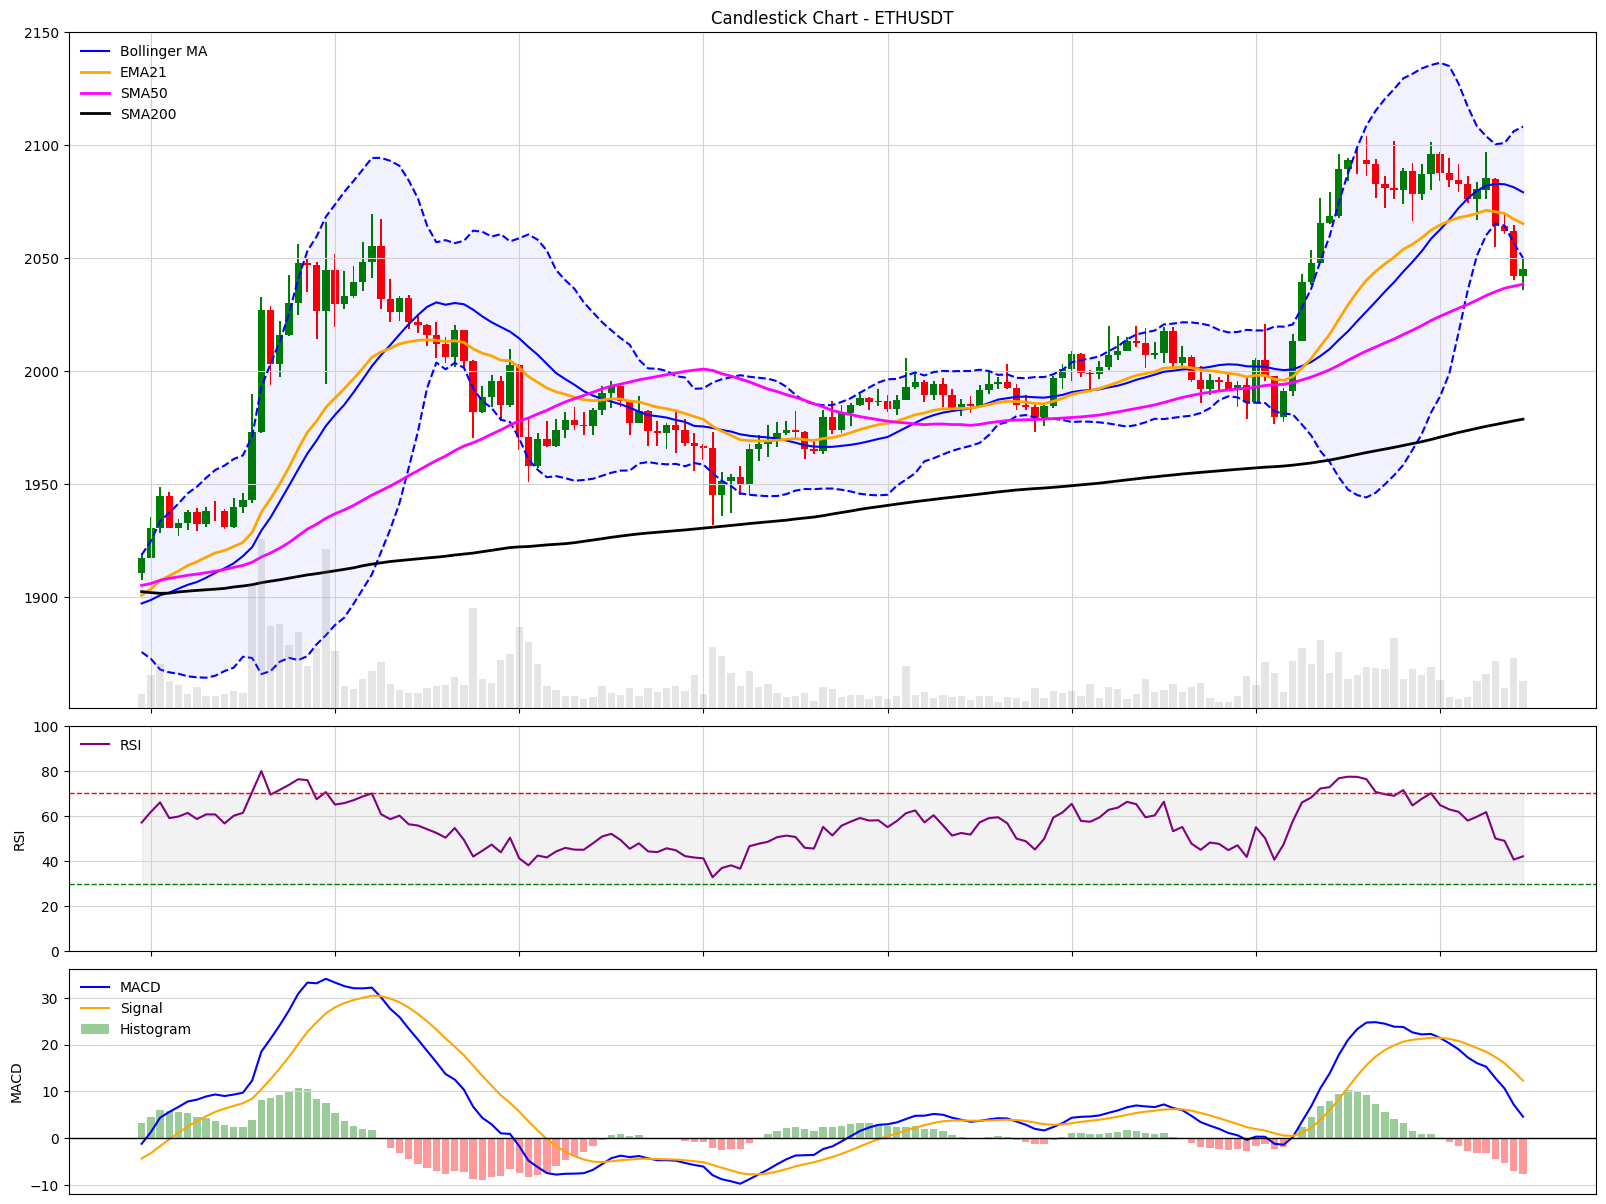 Candlestick Chart - ETHUSDT
2150
2100
2050
2000
1950
1900
Bollinger MA
EMA21
SMA50
SMA200
100
80
60
40
20
0
RSI
RSI
30
20
10
0
−10
MACD
MACD
Signal
Histogram